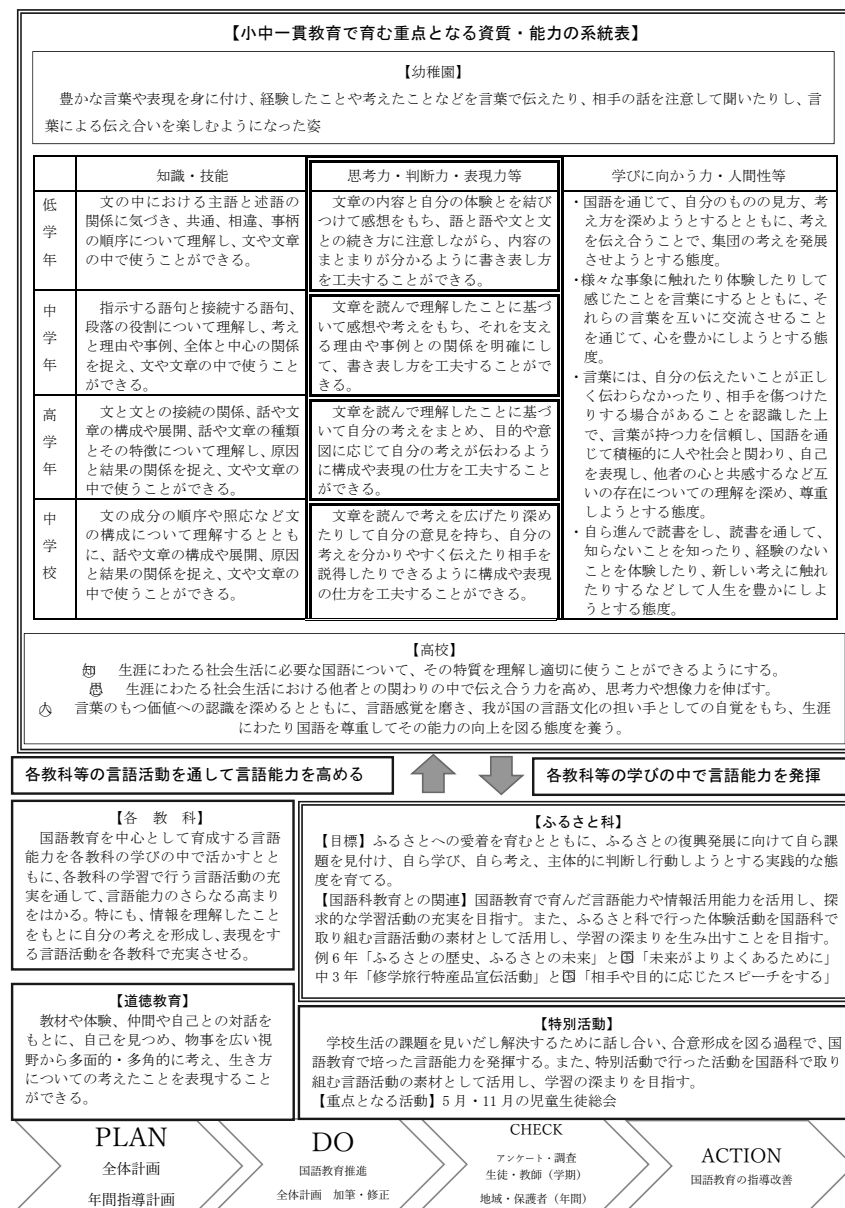 【小中一貫教育で育む重点となる資質・能力の系統表】
【幼稚園】
豊かな言葉や表現を身に付け、経験したことや考えたことなどを言葉で伝えたり、相手の話を注意して聞いたりし、言
葉による伝え合いを楽しむようになった姿
知識・技能
思考力・判断力・表現力等
学びに向かう力・人間性等
低学年
文の中における主語と述語の
関係に気づき、共通、相違、事柄
の順序について理解し、文や文章
の中で使うことができる。
文章の内容と自分の体験とを結び
つけて感想をもち、語と語や文と文
との続き方に注意しながら、内容の
まとまりが分かるように書き表し方
を工夫することができる。
中学年
指示する語句と接続する語句、
段落の役割について理解し、考え
と理由や事例、全体と中心の関係
を捉え、文や文章の中で使うこと
ができる。
文章を読んで理解したことに基づ
いて感想や考えをもち、それを支え
る理由や事例との関係を明確にし
て、書き表し方を工夫することがで
きる。
高学年
文と文との接続の関係、話や文
章の構成や展開、話や文章の種類
とその特徴について理解し、原因
と結果の関係を捉え、文や文章の
中で使うことができる。
文章を読んで理解したことに基づ
いて自分の考えをまとめ、目的や意
図に応じて自分の考えが伝わるよう
に構成や表現の仕方を工夫すること
ができる。
中学校
文の成分の順序や照応など文
の構成について理解するととも
に、話や文章の構成や展開、原因
と結果の関係を捉え、文や文章の
中で使うことができる。
文章を読んで考えを広げたり深め
たりして自分の意見を持ち、自分の
考えを分かりやすく伝えたり相手を
説得したりできるように構成や表現
の仕方を工夫することができる。
・国語を通じて、自分のものの見方、考
え方を深めようとするとともに、考え
を伝え合うことで、集団の考えを発展
させようとする態度。
・様々な事象に触れたり体験したりして
感じたことを言葉にするとともに、そ
れらの言葉を互いに交流させること
を通じて、心を豊かにしようとする態
度。
・言葉には、自分の伝えたいことが正し
く伝わらなかったり、相手を傷つけた
りする場合があることを認識した上
で、言葉が持つ力を信頼し、国語を通
じて積極的に人や社会と関わり、自己
を表現し、他者の心と共感するなど互
いの存在についての理解を深め、尊重
しようとする態度。
・自ら進んで読書をし、読書を通して、
知らないことを知ったり、経験のない
ことを体験したり、新しい考えに触れ
たりするなどして人生を豊かにしよ
うとする態度。
【高校】
知 生涯にわたる社会生活に必要な国語について、その特質を理解し適切に使うことができるようにする。
思 生涯にわたる社会生活における他者との関わりの中で伝え合う力を高め、思考力や想像力を伸ばす。
人 言葉のもつ価値への認識を深めるとともに、言語感覚を磨き、我が国の言語文化の担い手としての自覚をもち、生涯
にわたり国語を尊重してその能力の向上を図る態度を養う。
各教科等の言語活動を通して言語能力を高める
各教科等の学びの中で言語能力を発揮
【各 教 科】
国語教育を中心として育成する言語
能力を各教科の学びの中で活かすとと
もに、各教科の学習で行う言語活動の充
実を通して、言語能力のさらなる高まり
をはかる。特にも、情報を理解したこと
をもとに自分の考えを形成し、表現をす
る言語活動を各教科で充実させる。
【ふるさと科】
【目標】ふるさとへの愛着を育むとともに、ふるさとの復興発展に向けて自ら課
題を見付け、自ら学び、自ら考え、主体的に判断し行動しようとする実践的な態
度を育てる。
【国語科教育との関連】国語教育で育んだ言語能力や情報活用能力を活用し、探
求的な学習活動の充実を目指す。また、ふるさと科で行った体験活動を国語科で
取り組む言語活動の素材として活用し、学習の深まりを生み出すことを目指す。
例6年「ふるさとの歴史、ふるさとの未来」と国「未来がよりよくあるために」
中3年「修学旅行特産品宣伝活動」と国「相手や目的に応じたスピーチをする」
【道徳教育】
教材や体験、仲間や自己との対話を
もとに、自己を見つめ、物事を広い視
野から多面的・多角的に考え、生き方
についての考えたことを表現すること
ができる。
【特別活動】
学校生活の課題を見いだし解決するために話し合い、合意形成を図る過程で、国
語教育で培った言語能力を発揮する。また、特別活動で行った活動を国語科で取り
組む言語活動の素材として活用し、学習の深まりを目指す。
【重点となる活動】5月・11月の児童生徒総会
PLAN
全体計画
年間指導計画
DO
国語教育推進
全体計画 加筆・修正
CHECK
アンケート・調査
生徒・教師（学期）
地域・保護者（年間）
ACTION
国語教育の指導改善